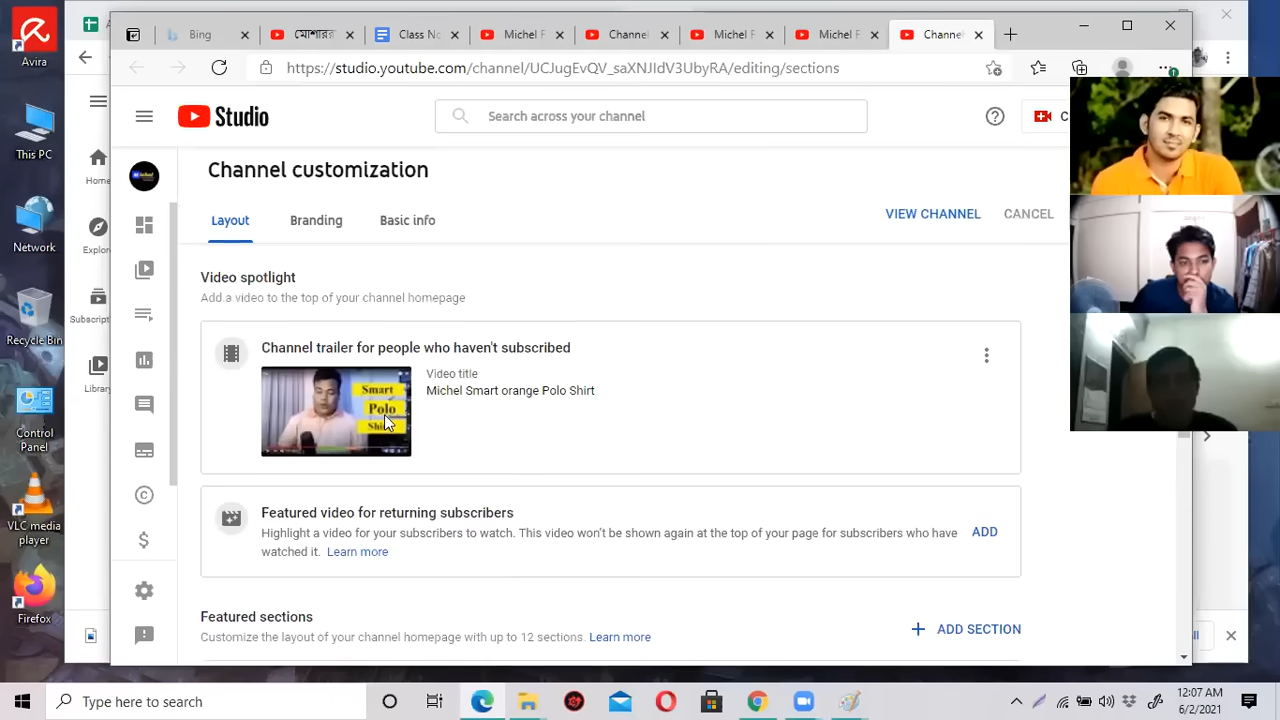 Avira
This PC
Network
Recycle Bin
Control
Panel
VLC media
player
Firefox
Bing
Class No
Michel F
Channel
Michel F
Michel F
Channel
https://studio.youtube.com/channel/UCJugEvQV_saXNJIdV3UbyRA/editing/sections
Home
Explor
Subscript
Library
Studio
Search across your channel
C
Channel customization
Layout
Branding
Basic info
VIEW CHANNEL
CANCEL
Video spotlight
Add a video to the top of your channel homepage
Channel trailer for people who haven't subscribed
Smart
Polo
Video title
Michel Smart orange Polo Shirt
Featured video for returning subscribers
Highlight a video for your subscribers to watch. This video won't be shown again at the top of your page for subscribers who have
watched it. Learn more
ADD
Featured sections
Customize the layout of your channel homepage with up to 12 sections. Learn more
ADD SECTION
Type here to search
12:07 AM
6/2/2021